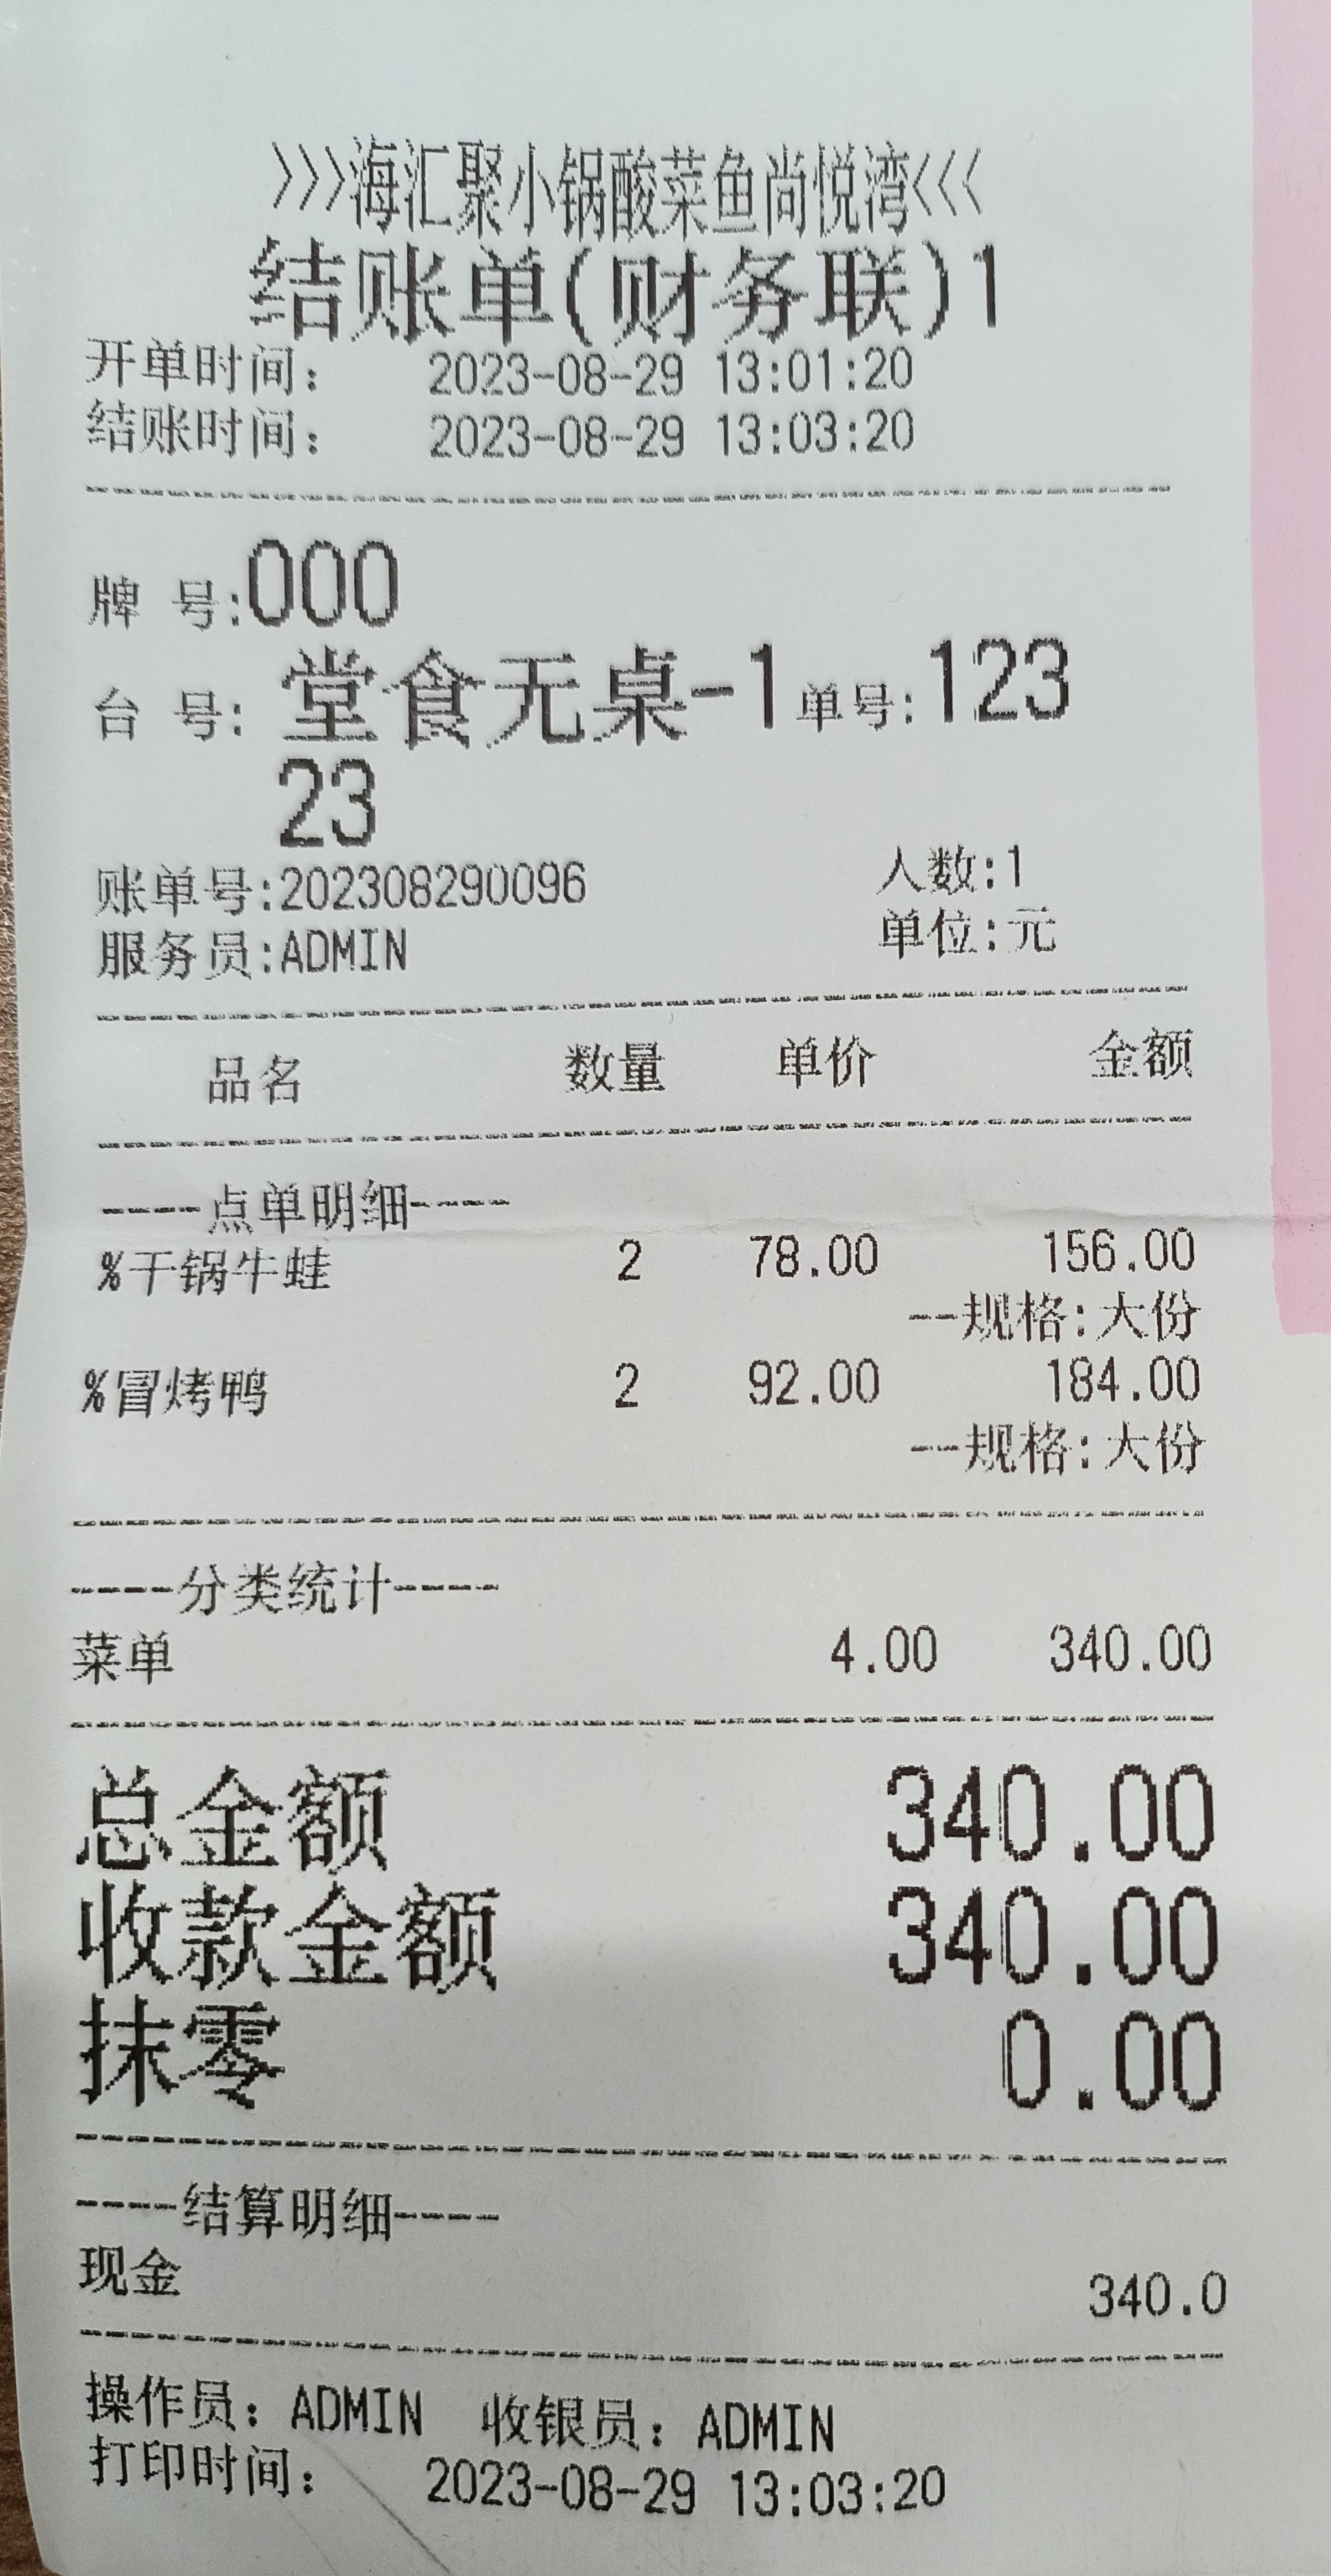 >>>海汇聚小锅酸菜鱼尚悦湾<<<
结账单(财务联)1
开单时间: 2023-08-29 13:01:20
结账时间: 2023-08-29 13:03:20
牌 号:000
台 号: 堂食无桌-1 单号:123
23
账单号:202308290096 人数:1
服务员:ADMIN 单位:元
品名 数量 单价 金额
----点单明细----
%干锅牛蛙 2 78.00 156.00
--规格:大份
%冒烤鸭 2 92.00 184.00
--规格:大份
----分类统计----
菜单 4.00 340.00
总金额 340.00
收款金额 340.00
抹零 0.00
----结算明细----
现金 340.0
操作员: ADMIN 收银员: ADMIN
打印时间: 2023-08-29 13:03:20